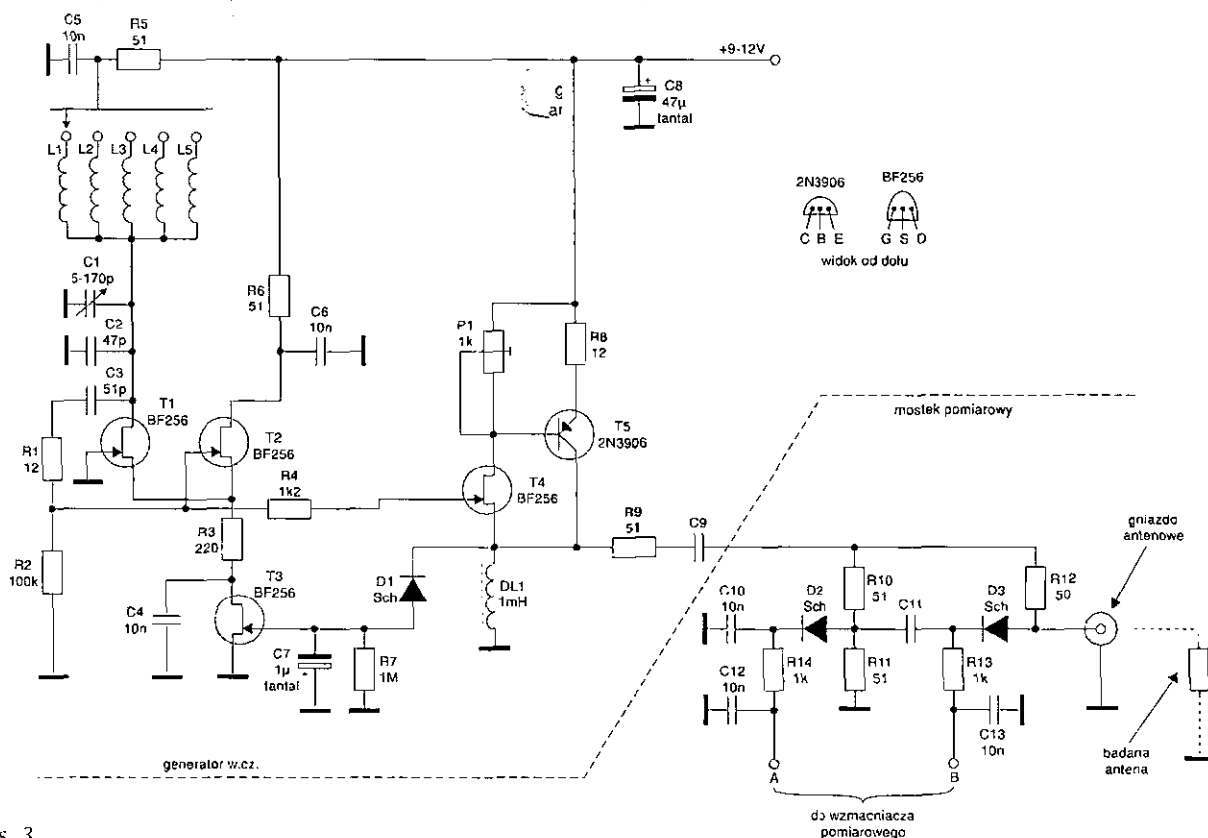 C5
10n
R5
51
+9-12V
C8
47µ
tantal
+
L1
L2
L3
L4
L5
2N3906
BF256
C B E
G S D
widok od dołu
C1
5-170p
R6
51
C6
10n
P1
1k
R8
12
C2
47p
C3
51p
T1
BF256
T2
BF256
T5
2N3906
mostek pomiarowy
R1
12
R4
1k2
T4
BF256
R3
220
R9
51
C9
gniazdo
antenowe
R2
100k
T3
BF256
D1
Sch
DL1
1mH
C10
10n
D2
Sch
R10
51
C11
D3
Sch
R12
50
C4
10n
C7
1µ
tantal
R7
1M
C12
10n
R14
1k
R11
51
R13
1k
C13
10n
badana
antena
generator w.cz.
A
B
do wzmacniacza
pomiarowego
s. 3